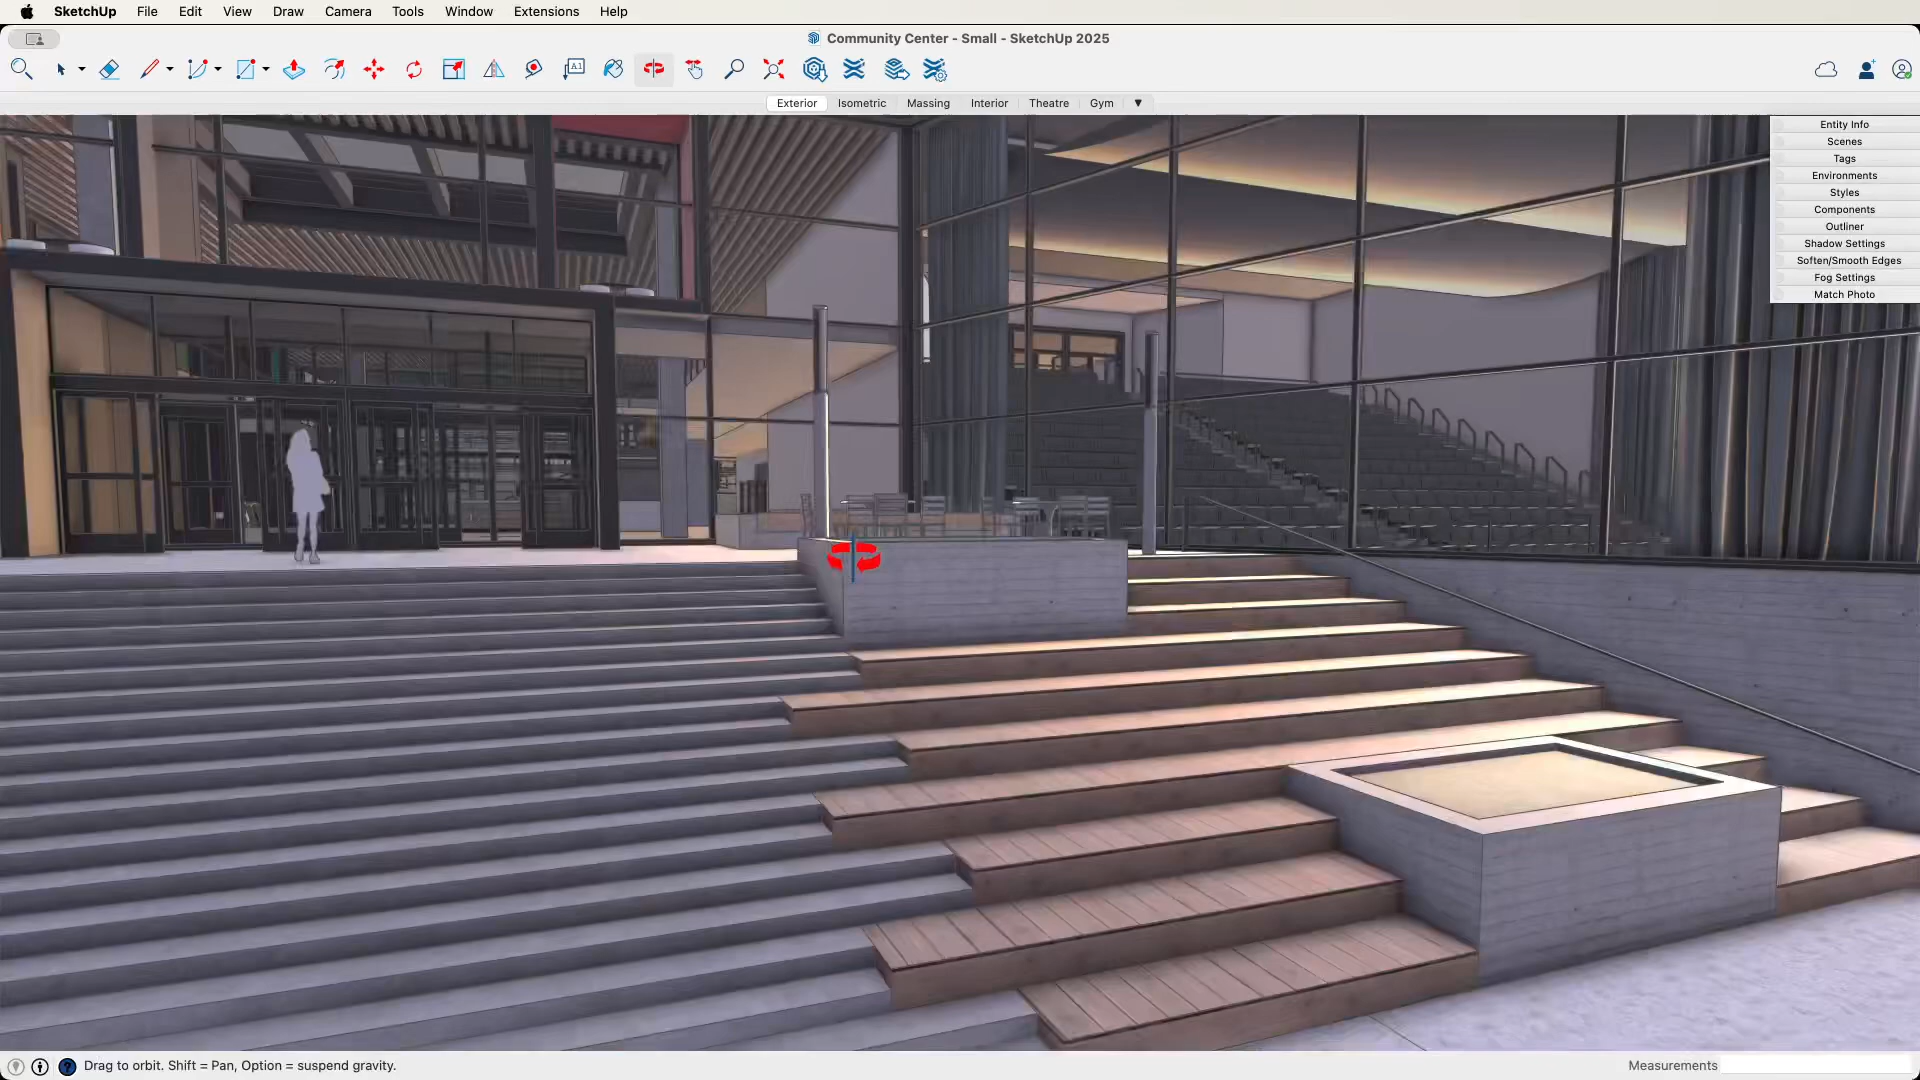 SketchUp File Edit View Draw Camera Tools Window Extensions Help
Community Center - Small - SketchUp 2025
A1
Exterior Isometric Massing Interior Theatre Gym
Entity Info
Scenes
Tags
Environments
Styles
Components
Outliner
Shadow Settings
Soften/Smooth Edges
Fog Settings
Match Photo
Drag to orbit. Shift = Pan, Option = suspend gravity.
Measurements